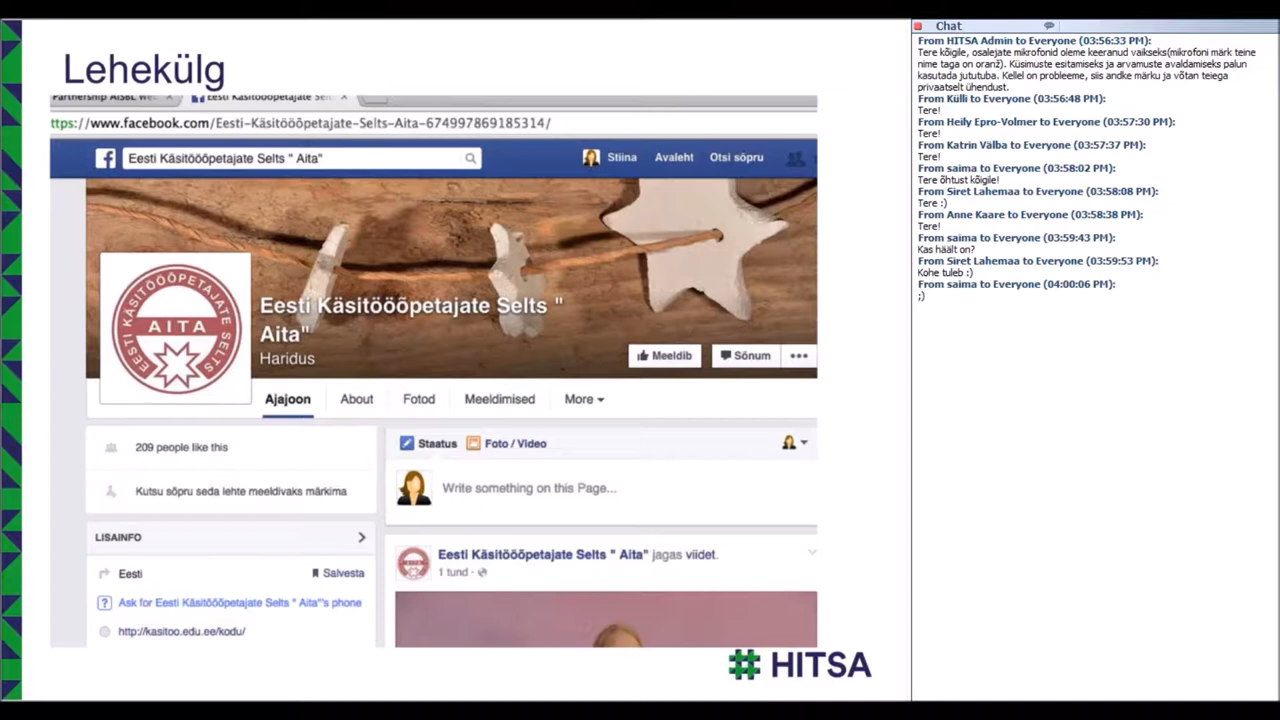 Lehekülg
Partnership AISBL We
Eesti Käsitööõpetajate Sel
ttps://www.facebook.com/Eesti-Käsitööõpetajate-Selts-Aita-674997869185314/
Eesti Käsitööõpetajate Selts " Aita"
Stiina
Avaleht
Otsi sõpru
EESTI KÄSITÖÖÕPETAJATE SELTS
AITA
Eesti Käsitööõpetajate Selts "
Aita"
Haridus
Meeldib
Sõnum
Ajajoon
About
Fotod
Meeldimised
More
209 people like this
Kutsu sõpru seda lehte meeldivaks märkima
LISAINFO
Eesti
Salvesta
Ask for Eesti Käsitööõpetajate Selts " Aita"'s phone
http://kasitoo.edu.ee/kodu/
Staatus
Foto / Video
Write something on this Page...
Eesti Käsitööõpetajate Selts " Aita" jagas viidet.
1 tund
HITSA
Chat
From HITSA Admin to Everyone (03:56:33 PM):
Tere kõigile, osalejate mikrofonid oleme keeranud vaikseks(mikrofoni märk teine
nime taga on oranž). Küsimuste esitamiseks ja arvamuste avaldamiseks palun
kasutada jututuba. Kellel on probleeme, siis andke märku ja võtan teiega
privaatselt ühendust.
From Külli to Everyone (03:56:48 PM):
Tere!
From Heily Epro-Volmer to Everyone (03:57:30 PM):
Tere!
From Katrin Välba to Everyone (03:57:37 PM):
Tere!
From saima to Everyone (03:58:02 PM):
Tere õhtust kõigile!
From Siret Lahemaa to Everyone (03:58:08 PM):
Tere :)
From Anne Kaare to Everyone (03:58:38 PM):
Tere!
From saima to Everyone (03:59:43 PM):
Kas häält on?
From Siret Lahemaa to Everyone (03:59:53 PM):
Kohe tuleb :)
From saima to Everyone (04:00:06 PM):
;)